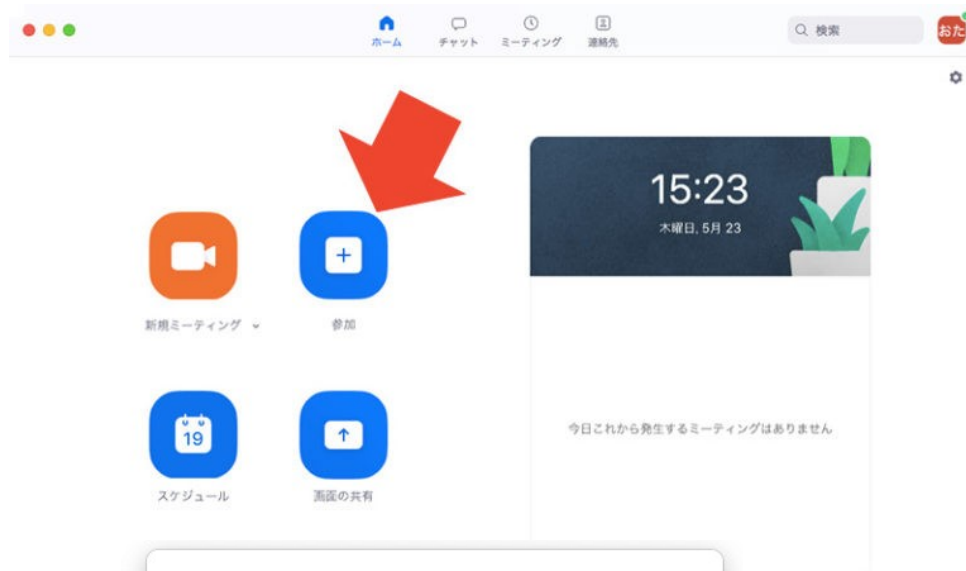 ホーム
チャット
ミーティング
連絡先
検索
おた
15:23
木曜日, 5月 23
新規ミーティング
参加
19
スケジュール
画面の共有
今日これから発生するミーティングはありません